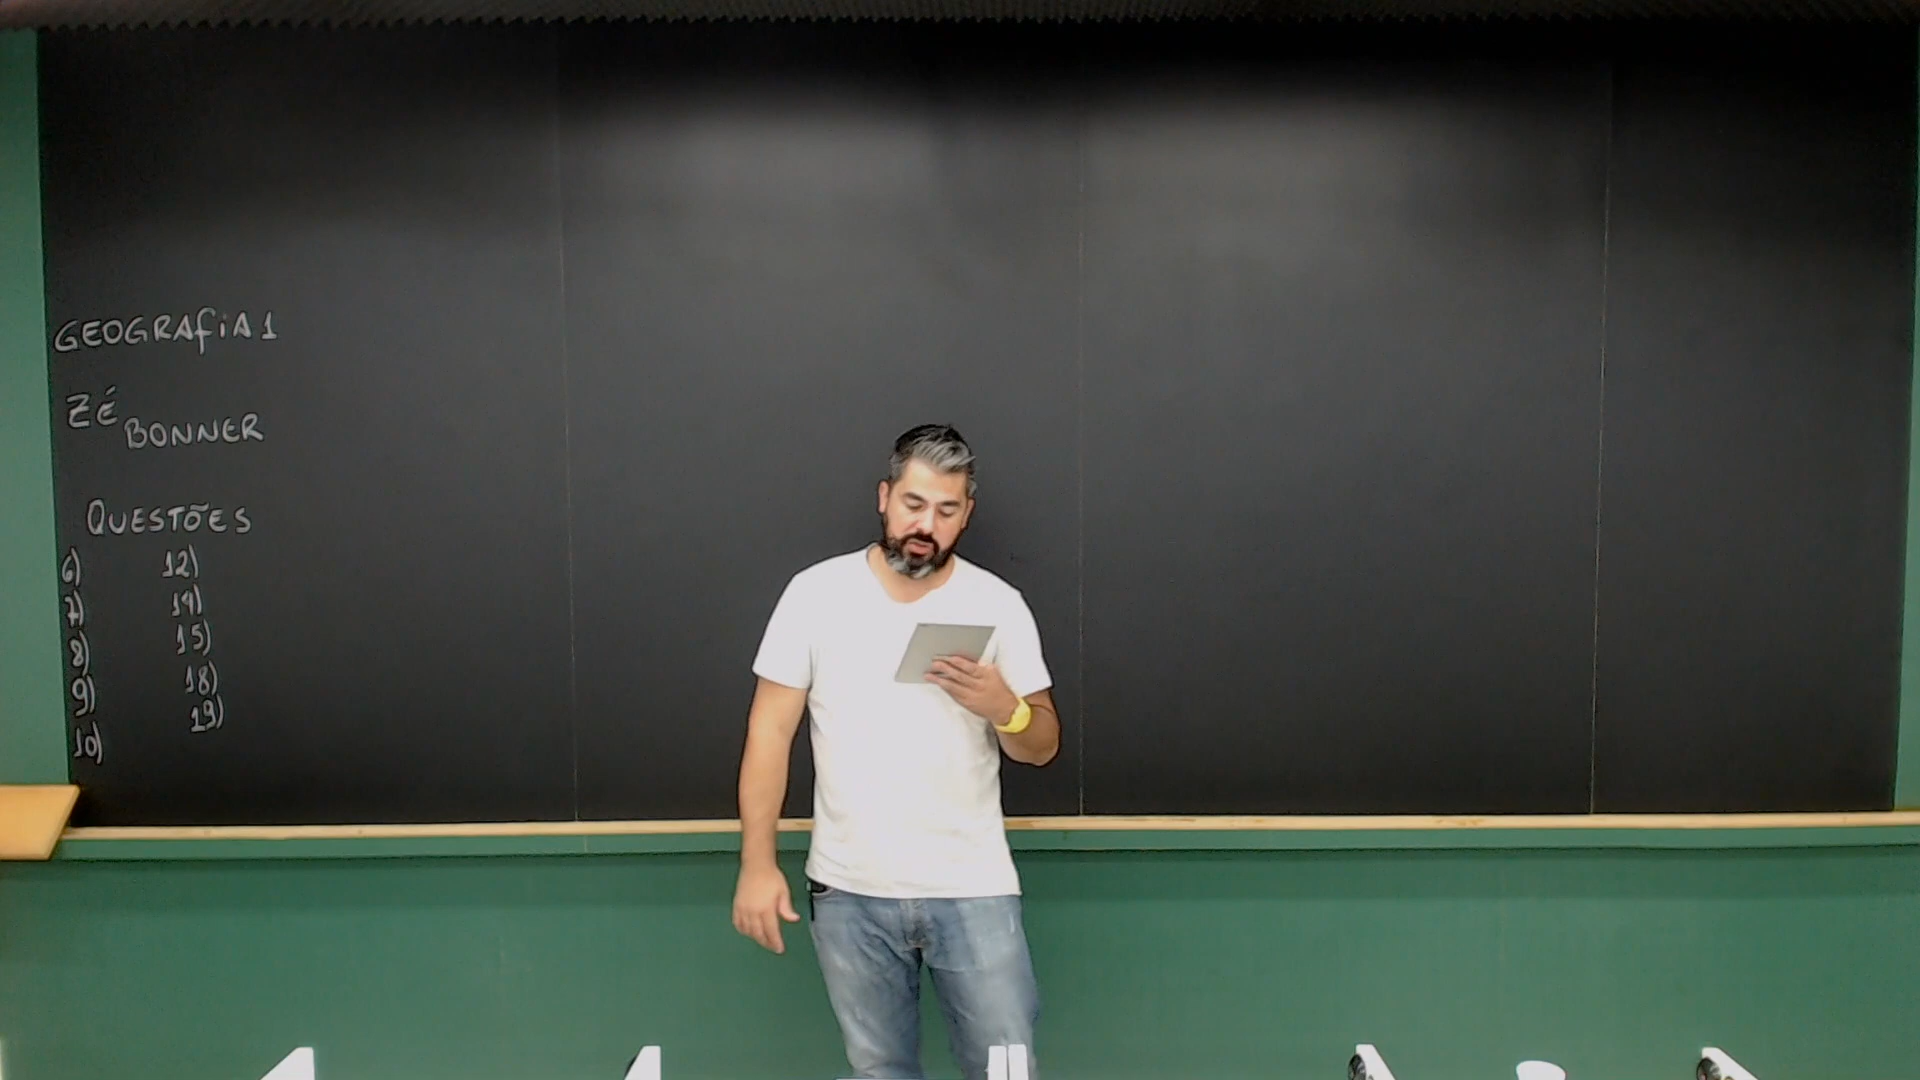 GEOGRAfiA 1
ZÉ BONNER
QUESTÕES
6) 12)
7) 14)
8) 15)
9) 18)
10) 19)